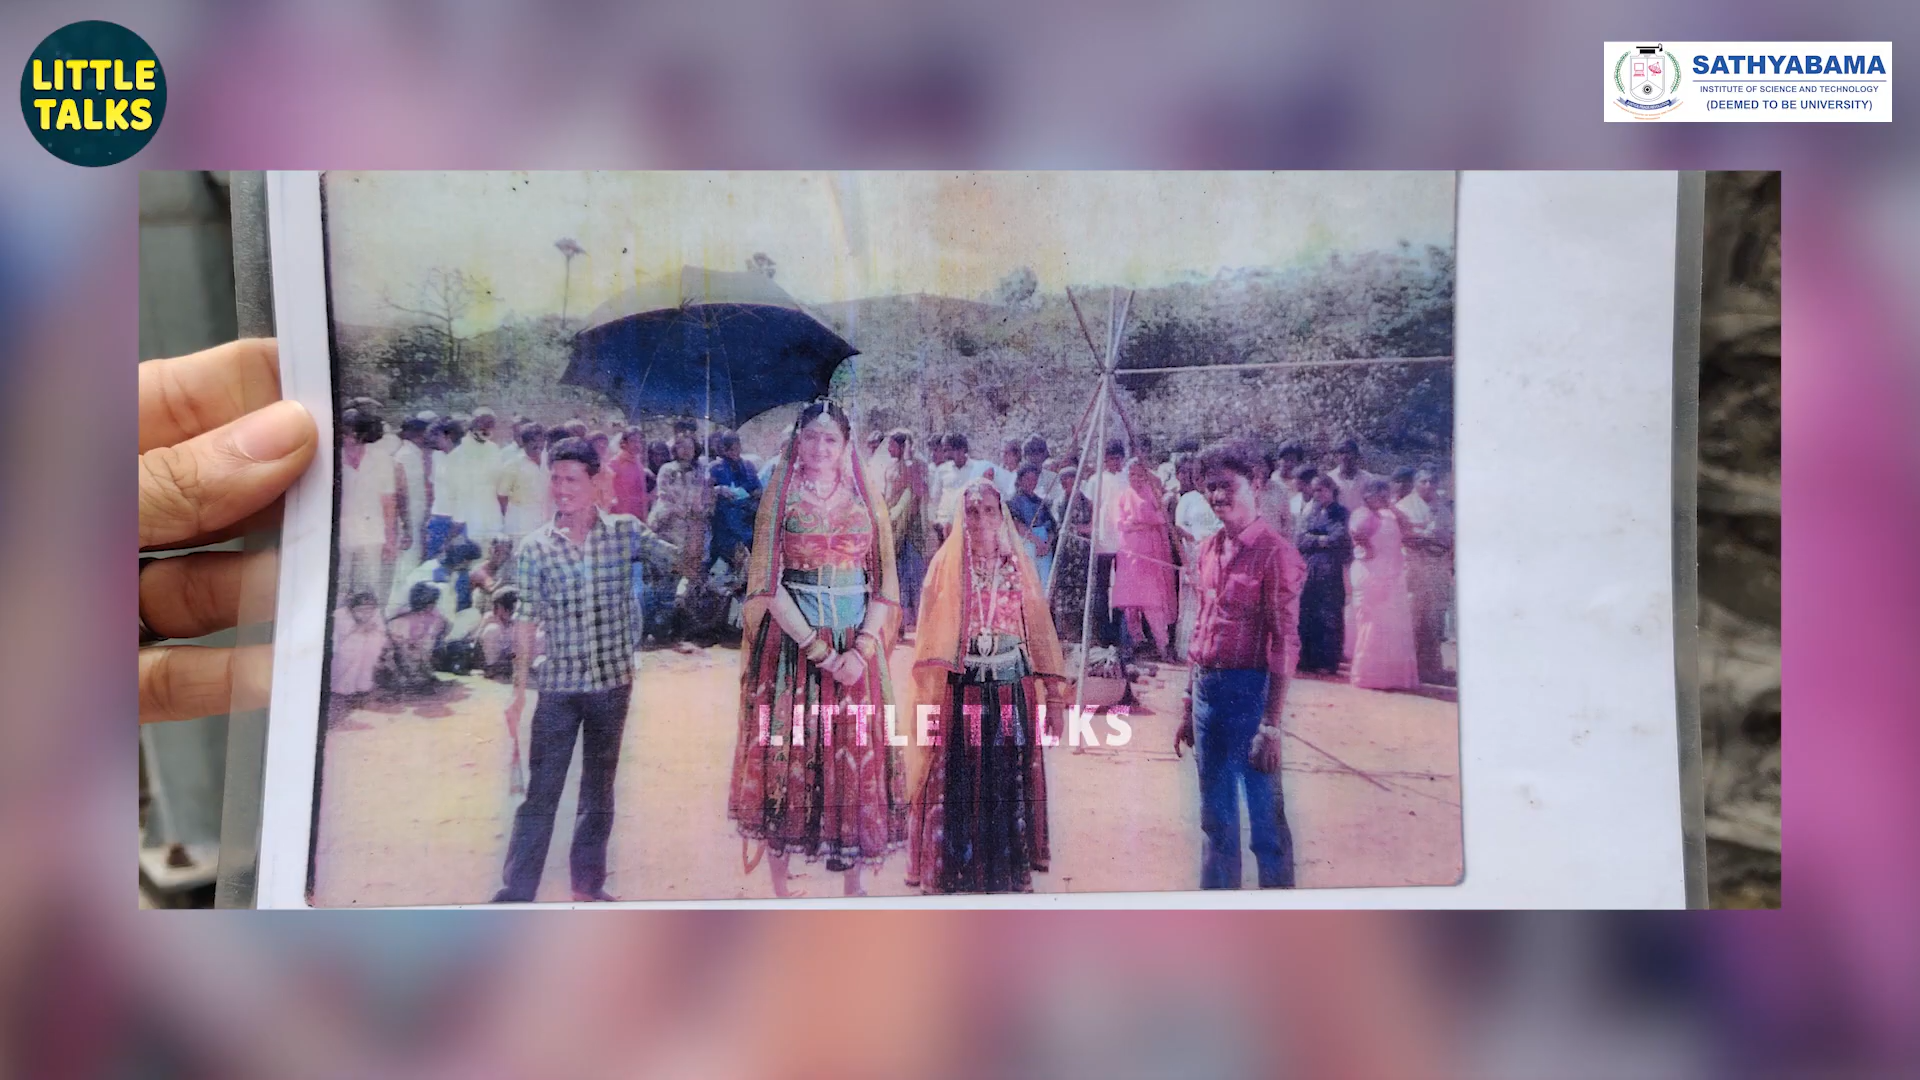 LITTLE
TALKS
SATHYABAMA
INSTITUTE OF SCIENCE AND TECHNOLOGY
(DEEMED TO BE UNIVERSITY)
LITTLE TALKS